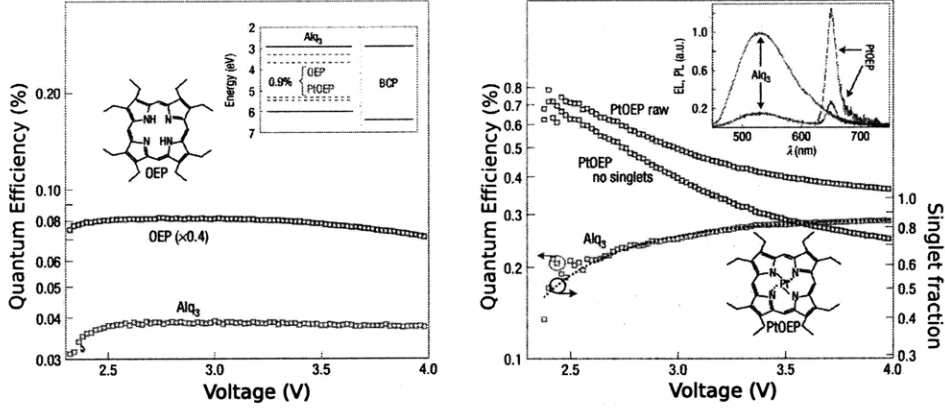 Quantum Efficiency (%)
0.20
0.10
0.08
0.06
0.04
0.03
2.5
3.0
3.5
4.0
Voltage (V)
NH
N
N
HN
OEP
OEP (×0.4)
Alq3
Energy (eV)
2
3
4
5
6
7
Alq3
0.9%
OEP
PtOEP
BCP
Quantum Efficiency (%)
0.8
0.7
0.6
0.5
0.4
0.3
0.2
0.1
2.5
3.0
3.5
4.0
Voltage (V)
PtOEP raw
PtOEP
no singlets
Alq3
N
N
Pt
N
N
PtOEP
Singlet fraction
1.0
0.8
0.7
0.6
0.5
0.4
0.3
EL, PL (a.u.)
1.0
0.8
0.6
0.4
0.2
500
600
700
λ (nm)
Alq3
PtOEP